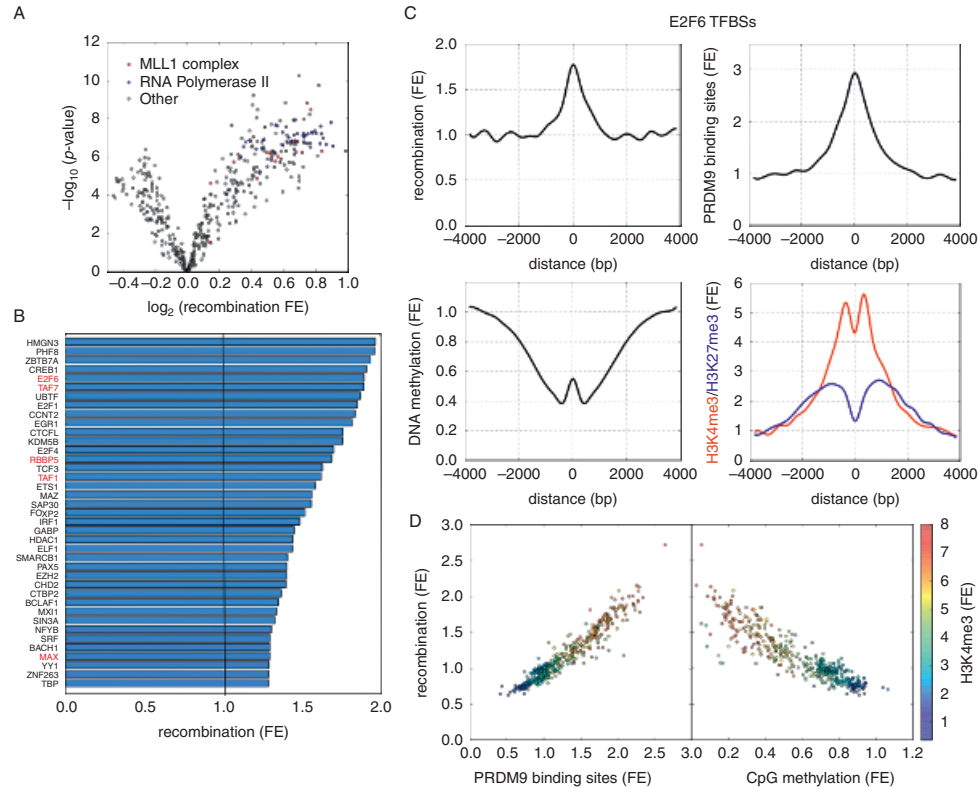 A
12
10
8
6
4
2
0
−log10 (p-value)
MLL1 complex
RNA Polymerase II
Other
−0.4 −0.2 0.0 0.2 0.4 0.6 0.8 1.0
log2 (recombination FE)
B
HMGN3
PHF8
ZBTB7A
CREB1
E2F6
TAF7
UBTF
E2F1
CCNT2
EGR1
CTCFL
KDM5B
E2F4
RBBP5
TCF3
TAF1
ETS1
MAZ
SAP30
FOXP2
IRF1
GABP
HDAC1
ELF1
SMARCB1
PAX5
EZH2
CHD2
CTBP2
BCLAF1
MXI1
SIN3A
NFYB
SRF
BACH1
MAX
YY1
ZNF263
TBP
0.0 0.5 1.0 1.5 2.0
recombination (FE)
C
E2F6 TFBSs
2.0
1.5
1.0
0.5
0.0
recombination (FE)
−4000 −2000 0 2000 4000
distance (bp)
3
2
1
0
PRDM9 binding sites (FE)
−4000 −2000 0 2000 4000
distance (bp)
1.2
1.0
0.8
0.6
0.4
0.2
0.0
DNA methylation (FE)
−4000 −2000 0 2000 4000
distance (bp)
6
5
4
3
2
1
0
H3K4me3/H3K27me3 (FE)
−4000 −2000 0 2000 4000
distance (bp)
D
3.0
2.5
2.0
1.5
1.0
0.5
0.0
recombination (FE)
0.0 0.5 1.0 1.5 2.0 2.5 3.0
PRDM9 binding sites (FE)
0.2 0.4 0.6 0.8 1.0 1.2
CpG methylation (FE)
8
7
6
5
4
3
2
1
H3K4me3 (FE)